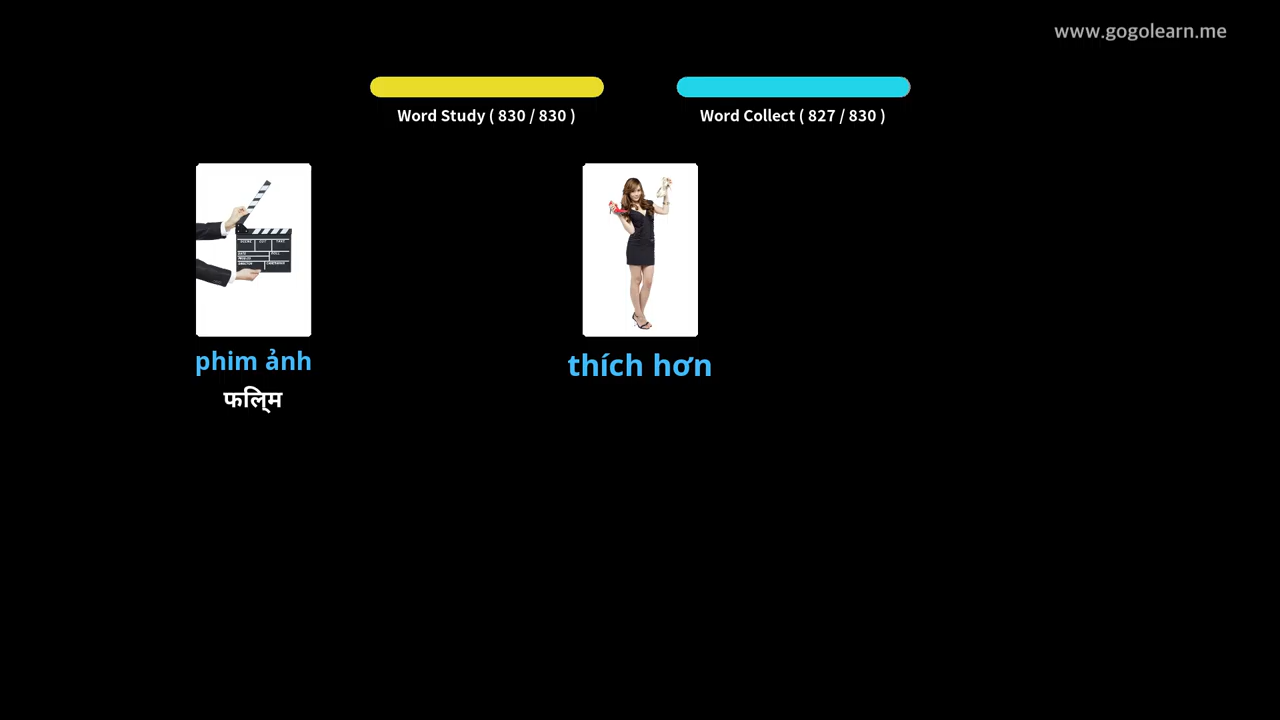 www.gogolearn.me
Word Study ( 830 / 830 )
Word Collect ( 827 / 830 )
phim ảnh
फिल्म
thích hơn